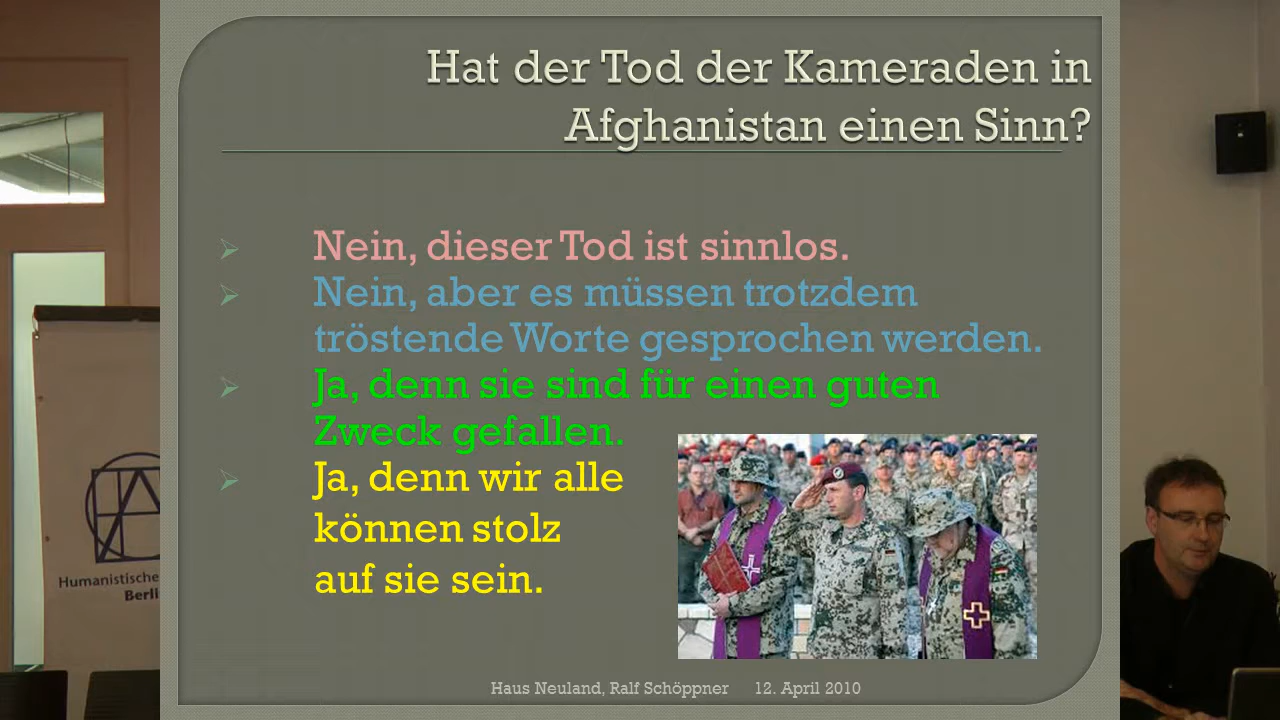 Hat der Tod der Kameraden in
Afghanistan einen Sinn?
Nein, dieser Tod ist sinnlos.
Nein, aber es müssen trotzdem
tröstende Worte gesprochen werden.
Ja, denn sie sind für einen guten
Zweck gefallen.
Ja, denn wir alle
können stolz
auf sie sein.
Haus Neuland, Ralf Schöppner 12. April 2010
Humanistische
Berli